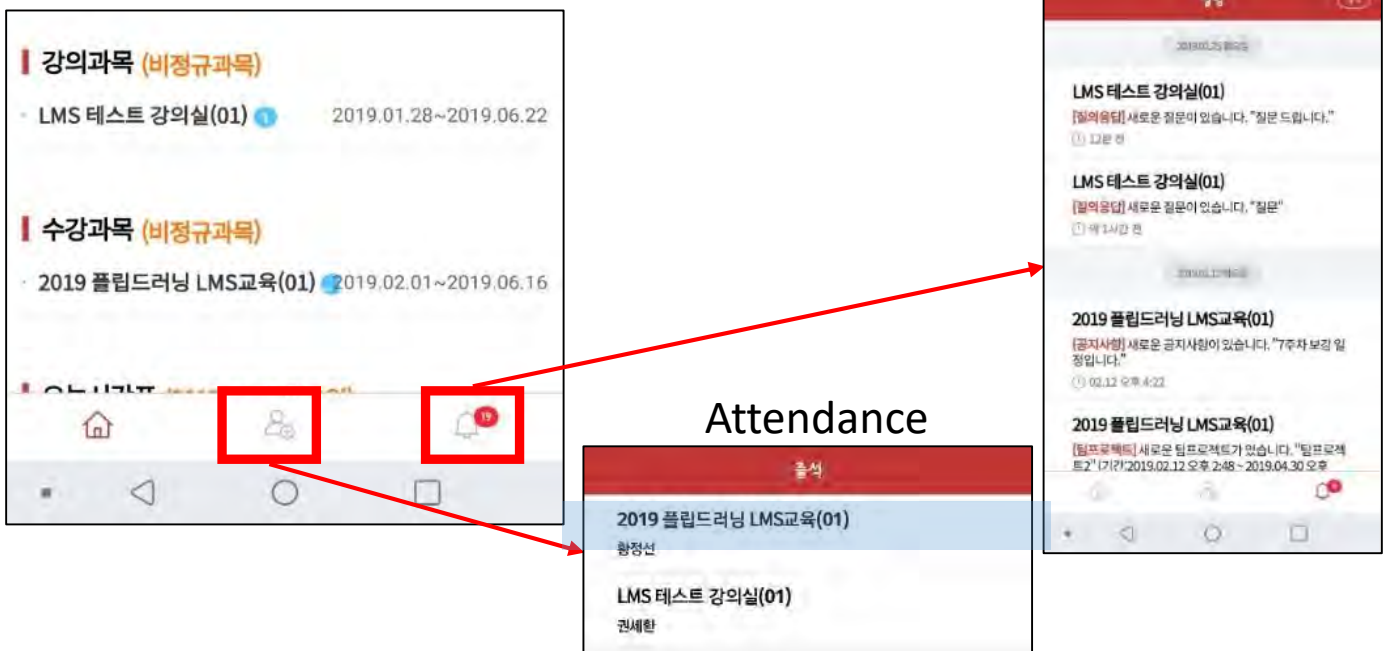 강의과목 (비정규과목)
· LMS 테스트 강의실(01) 1 2019.01.28~2019.06.22
수강과목 (비정규과목)
· 2019 플립드러닝 LMS교육(01) 2019.02.01~2019.06.16
19
Attendance
출석
2019 플립드러닝 LMS교육(01)
황정선
LMS 테스트 강의실(01)
권세환
LMS 테스트 강의실(01)
[질의응답] 새로운 질문이 있습니다. "질문 드립니다."
12분 전
LMS 테스트 강의실(01)
[질의응답] 새로운 질문이 있습니다. "질문"
약 1시간 전
2019 플립드러닝 LMS교육(01)
[공지사항] 새로운 공지사항이 있습니다. "7주차 보강 일
정입니다."
02.12 오후 4:22
2019 플립드러닝 LMS교육(01)
[팀프로젝트] 새로운 팀프로젝트가 있습니다. "팀프로젝
트2" (기간:2019.02.12 오후 2:48 ~ 2019.04.30 오후